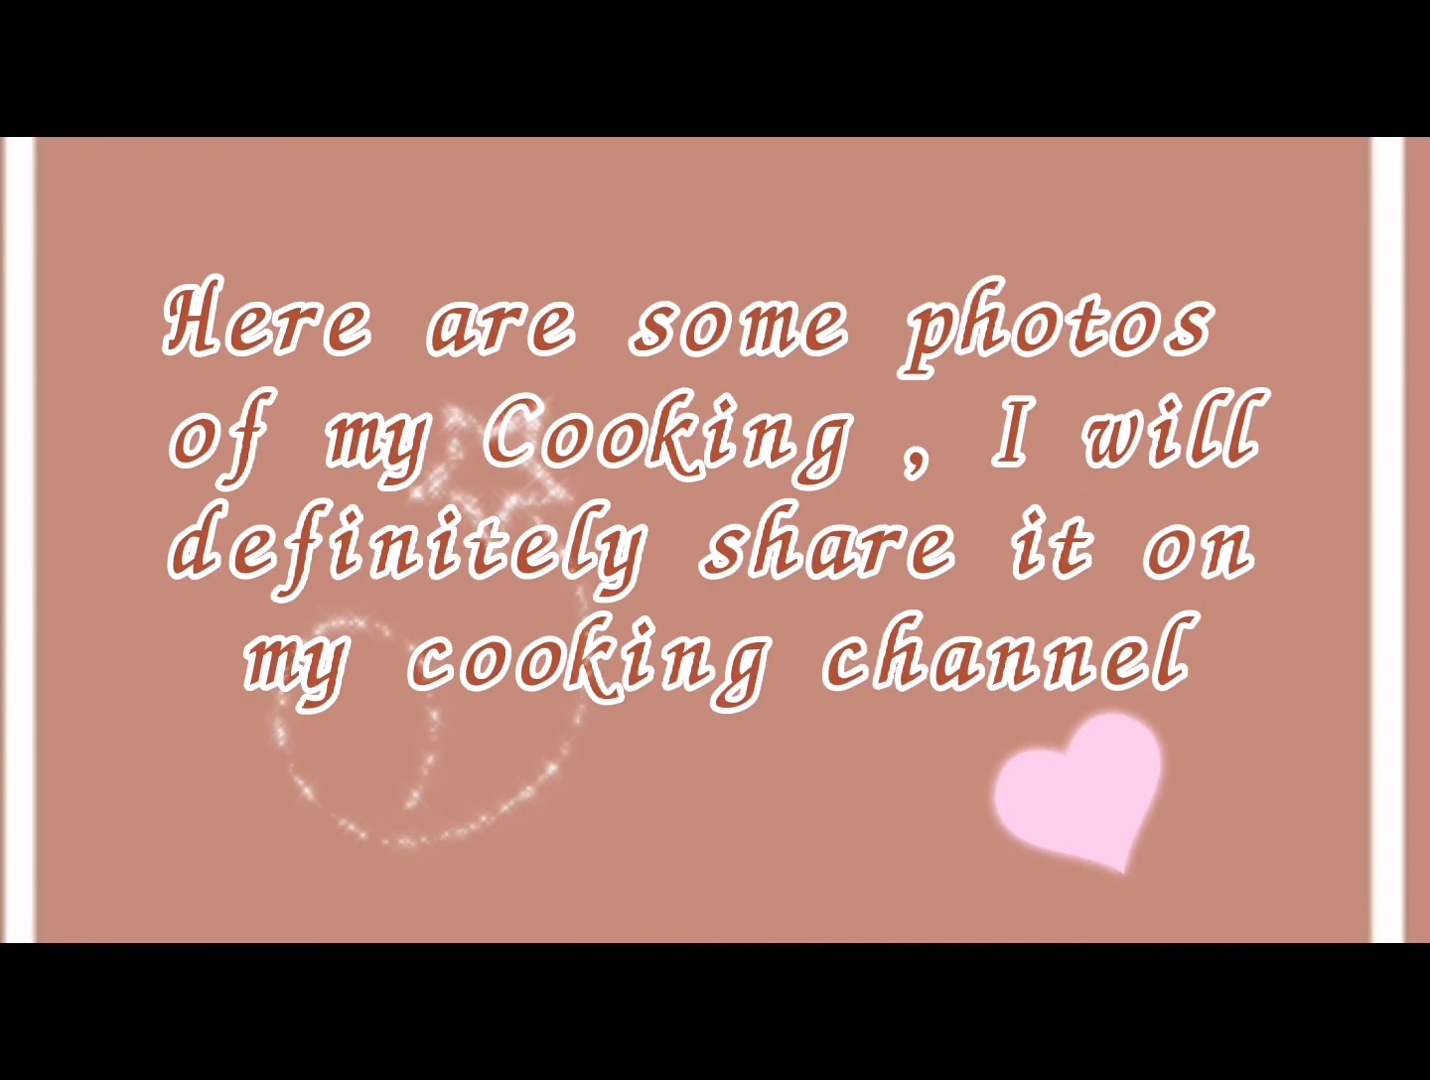 Here are some photos
of my Cooking , I will
definitely share it on
my cooking channel